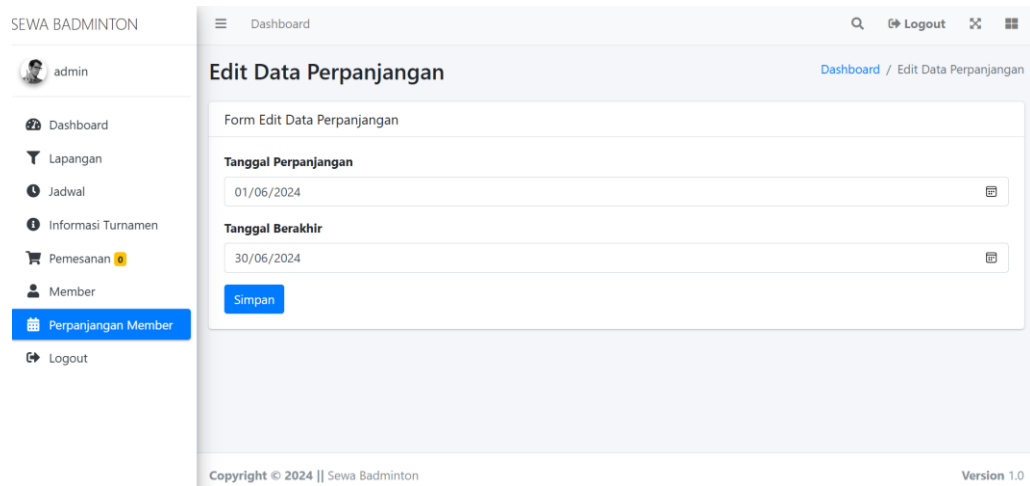 SEWA BADMINTON
admin
Dashboard
Lapangan
Jadwal
Informasi Turnamen
Pemesanan 0
Member
Perpanjangan Member
Logout
Dashboard
Logout
Edit Data Perpanjangan
Dashboard / Edit Data Perpanjangan
Form Edit Data Perpanjangan
Tanggal Perpanjangan
01/06/2024
Tanggal Berakhir
30/06/2024
Simpan
Copyright © 2024 || Sewa Badminton
Version 1.0